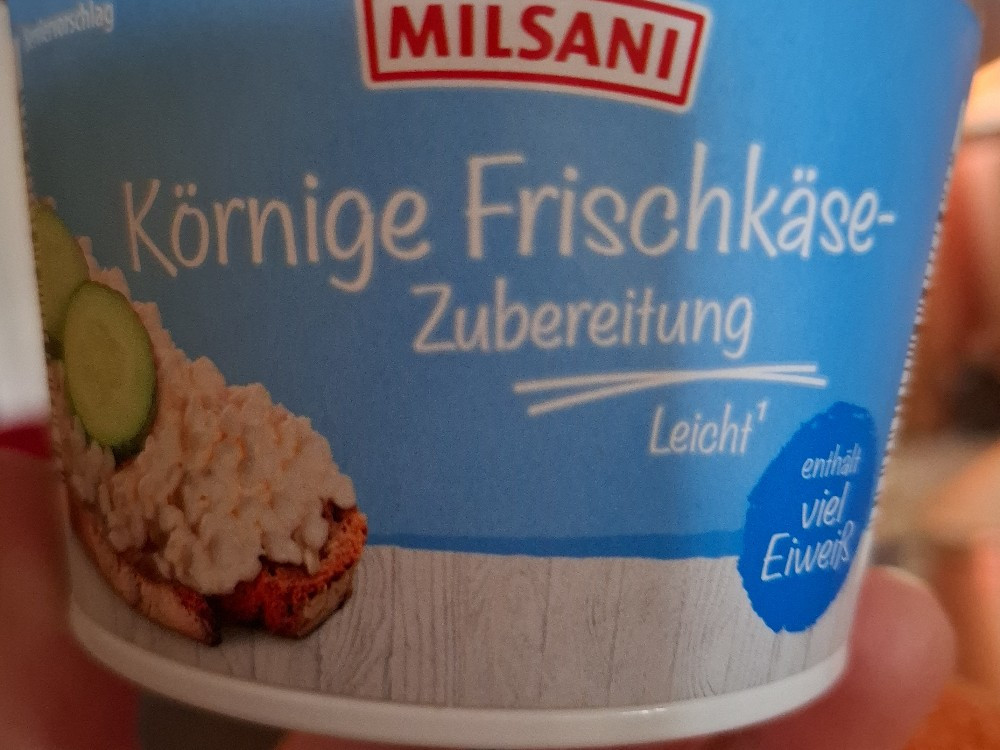 MILSANI
Körnige Frischkäse-
Zubereitung
Leicht¹
enthält
viel
Eiweiß